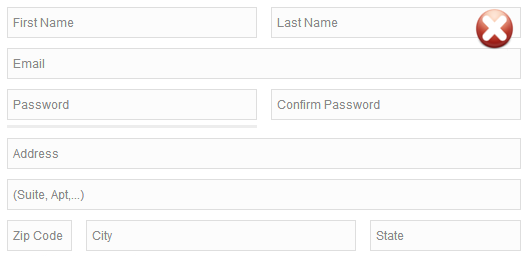 First Name Last Name
Email
Password Confirm Password
Address
(Suite, Apt,...)
Zip Code City State